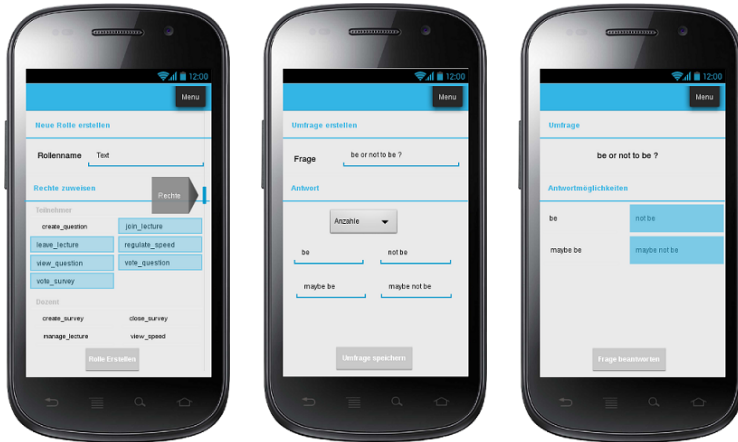 12:00
Menu
Neue Rolle erstellen
Rollenname Text
Rechte zuweisen
Rechte
Teilnehmer
create_question join_lecture
leave_lecture regulate_speed
view_question vote_question
vote_survey
Dozent
create_survey close_survey
manage_lecture view_speed
Rolle Erstellen
12:00
Menu
Umfrage erstellen
Frage be or not to be ?
Antwort
Anzahle
be not be
maybe be maybe not be
Umfrage speichern
12:00
Menu
Umfrage
be or not to be ?
Antwortmöglichkeiten
be not be
maybe be maybe not be
Frage beantworten